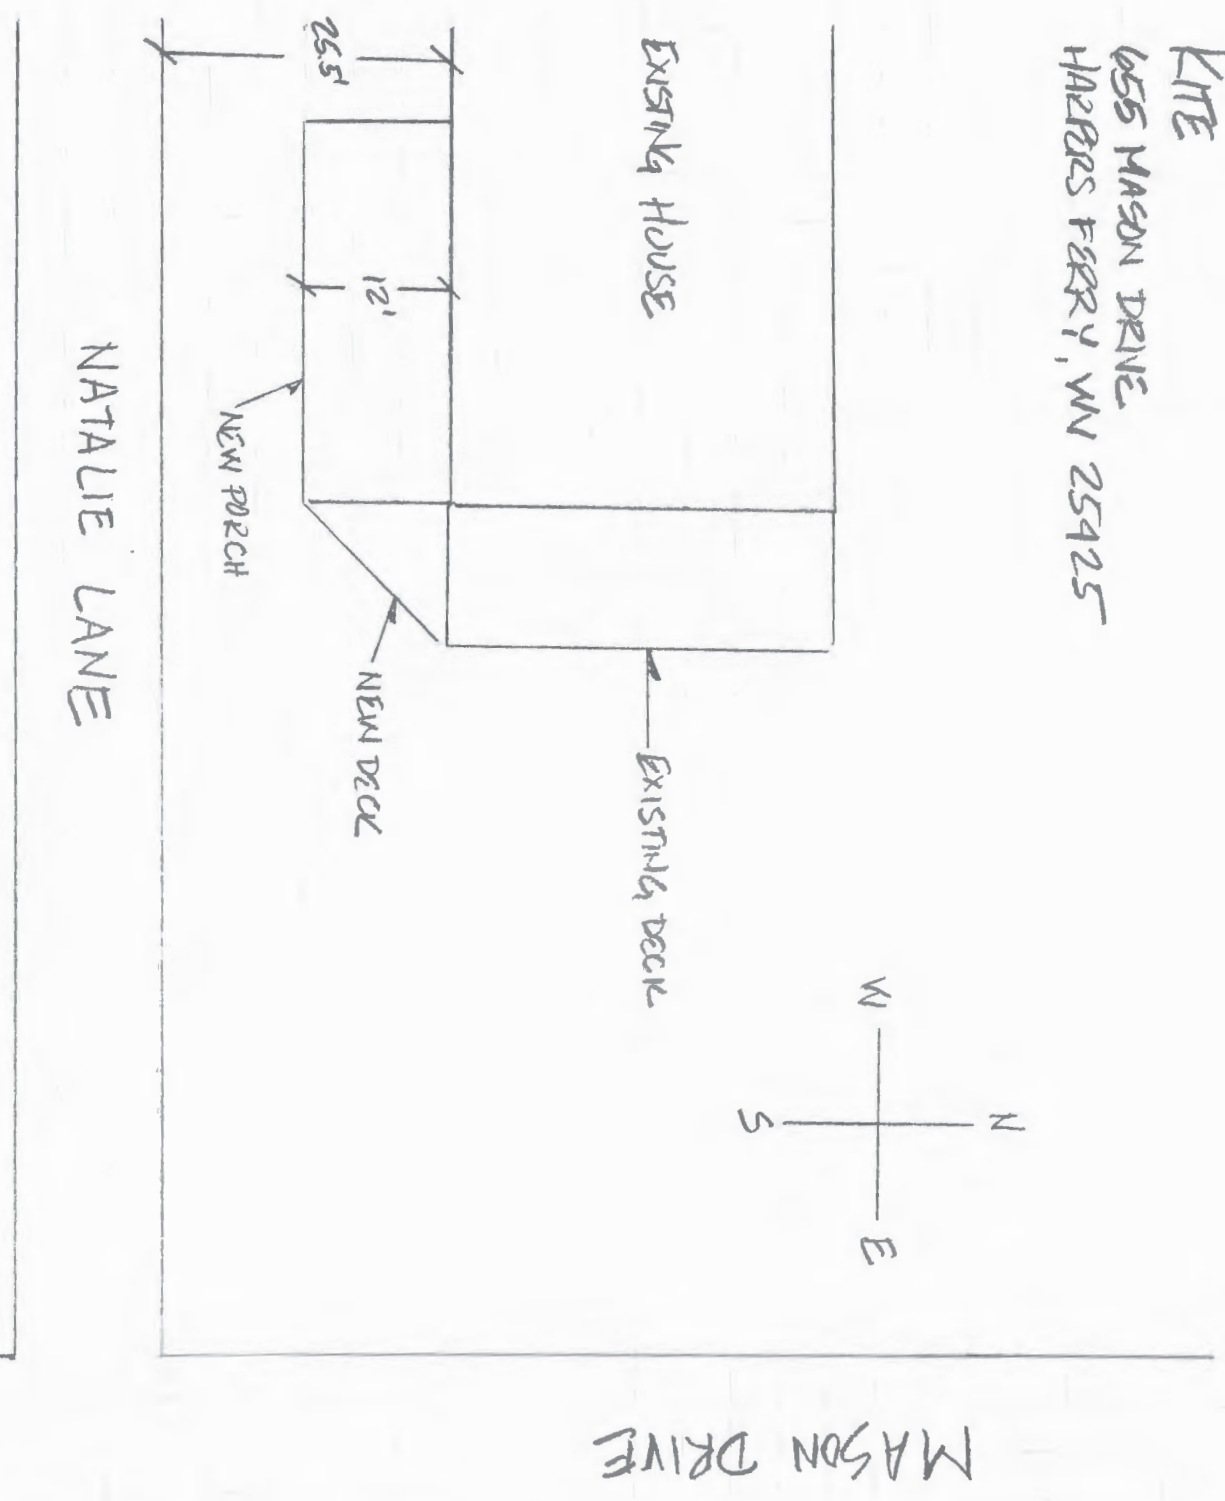 KITE
655 MASON DRIVE
HARPERS FERRY, WV 25425
EXISTING HOUSE
25.5'
12'
NEW PORCH
NEW DECK
EXISTING DECK
N
W
E
S
NATALIE LANE
MASON DRIVE